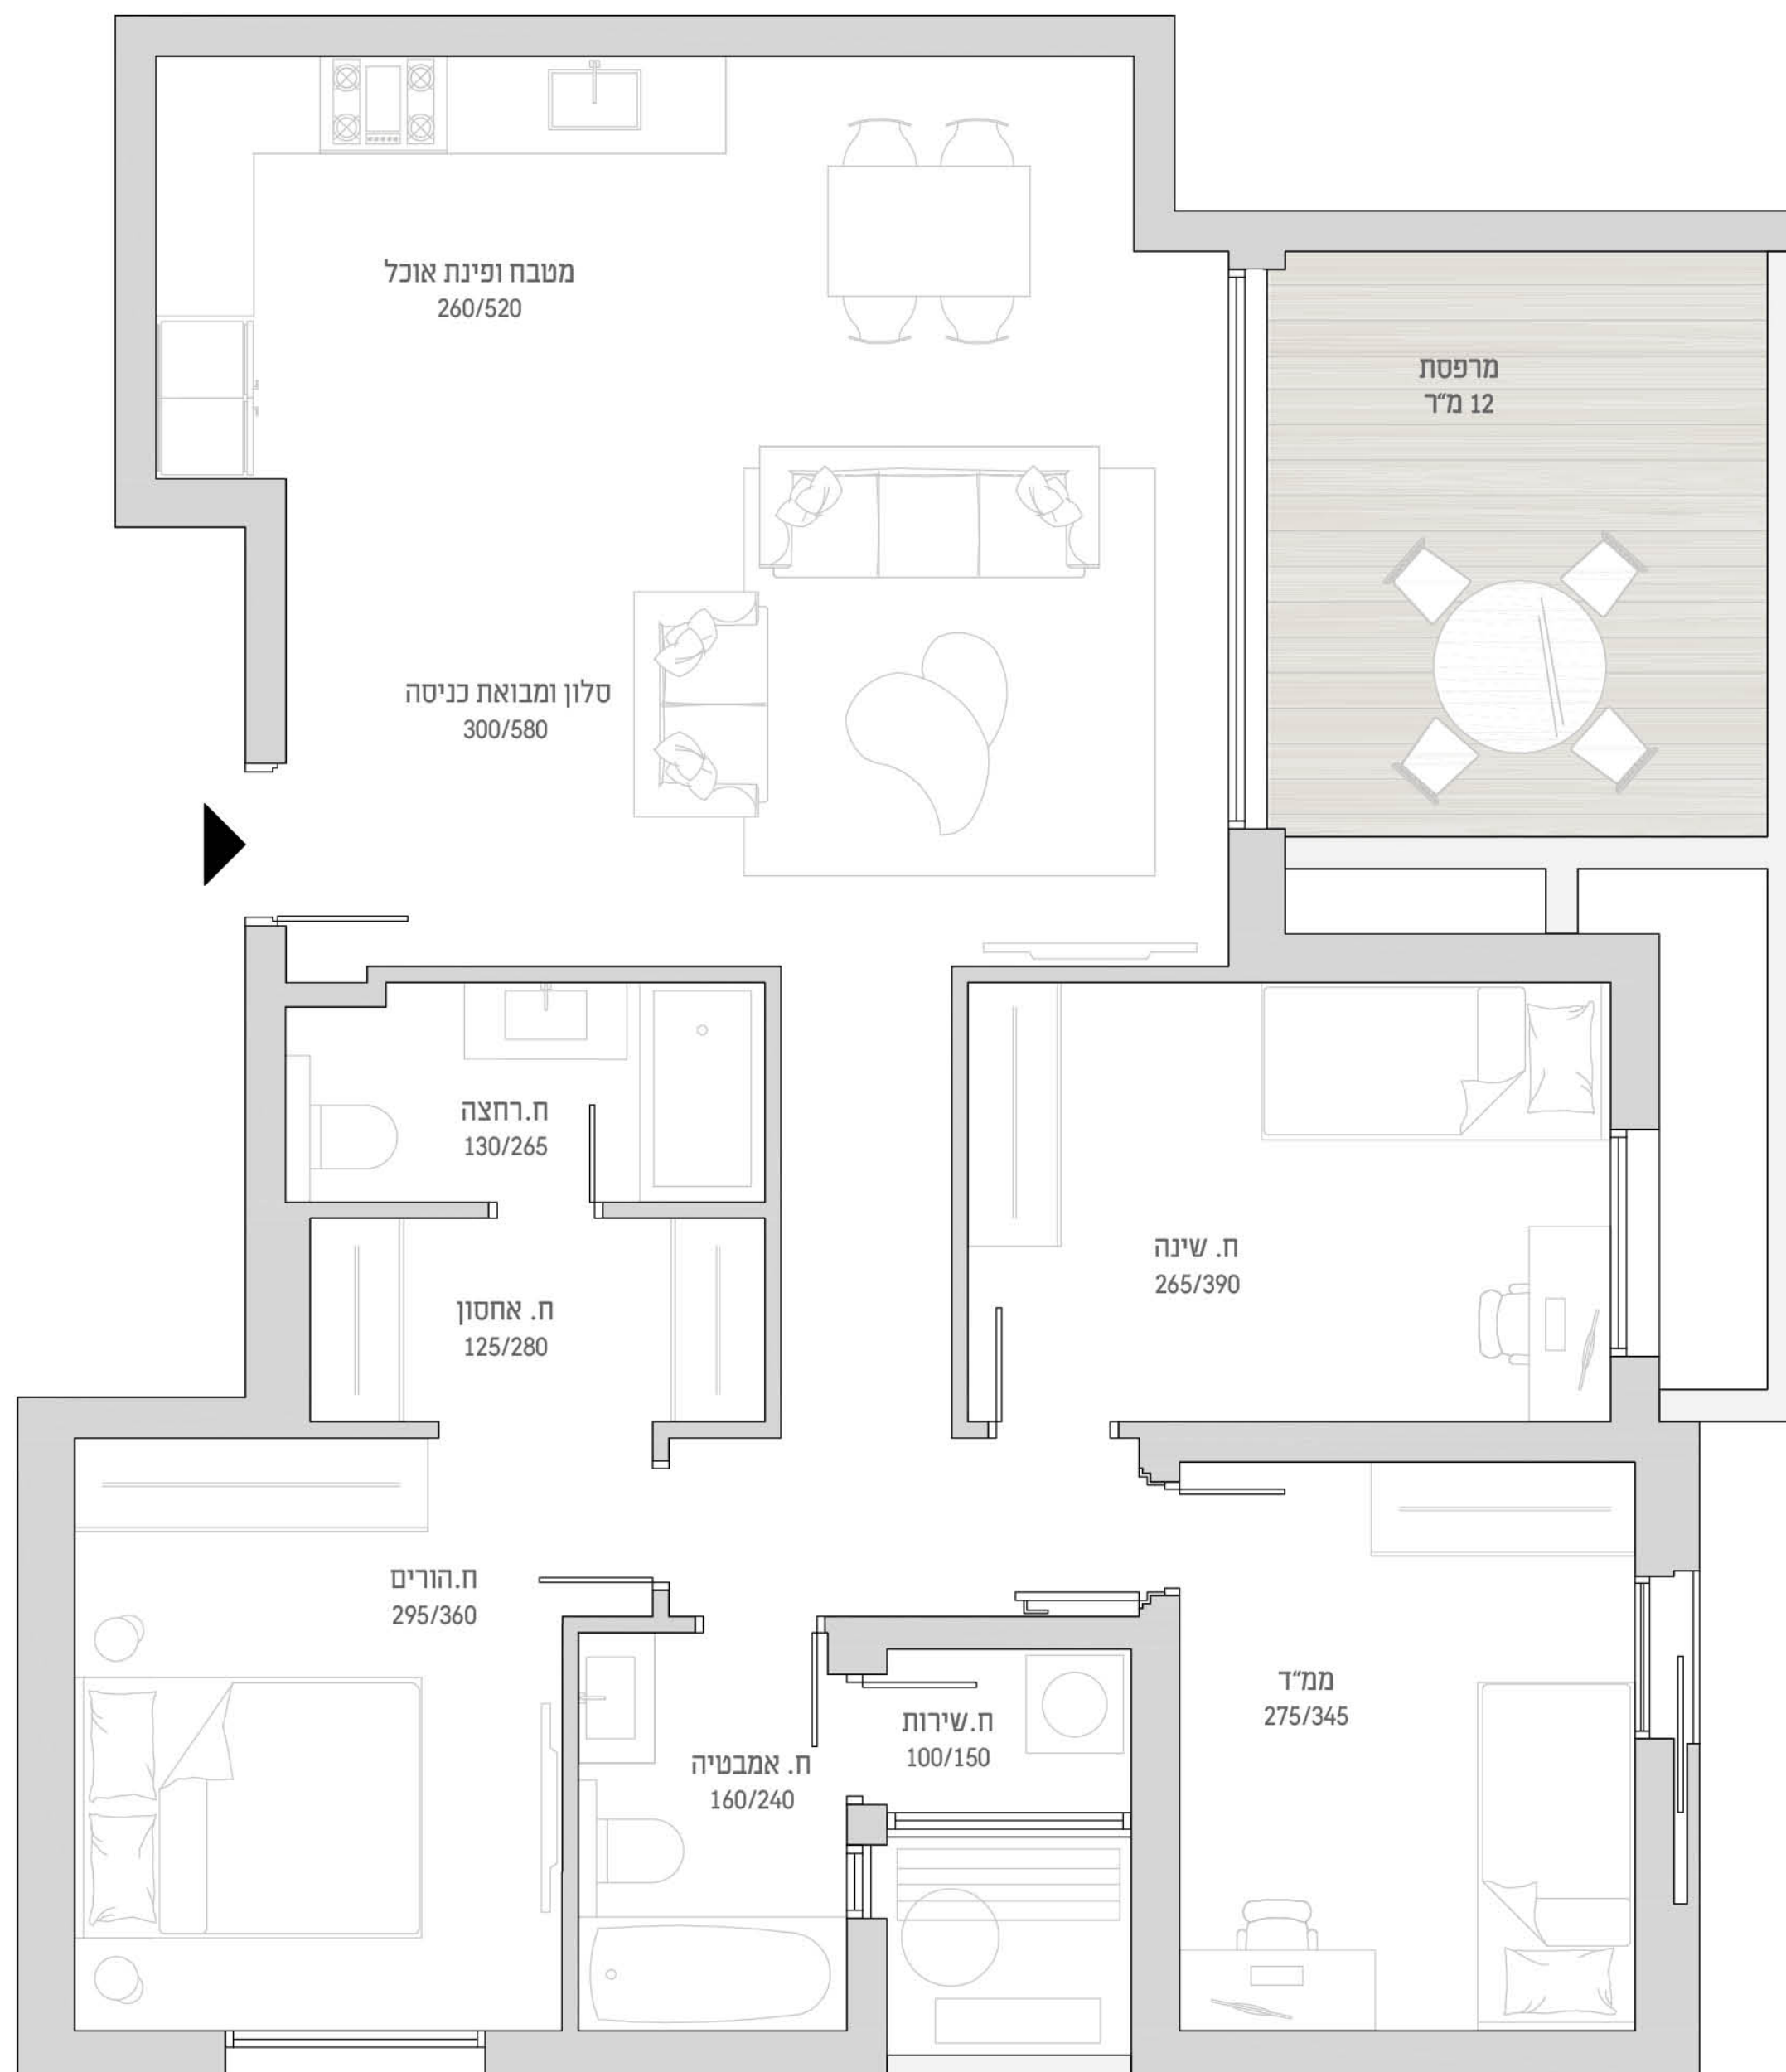 מטבח ופינת אוכל
260/520
מרפסת
12 מ״ר
סלון ומבואת כניסה
300/580
ח.רחצה
130/265
ח. שינה
265/390
ח. אחסון
125/280
ח.הורים
295/360
ממ״ד
275/345
ח.שירות
100/150
ח. אמבטיה
160/240